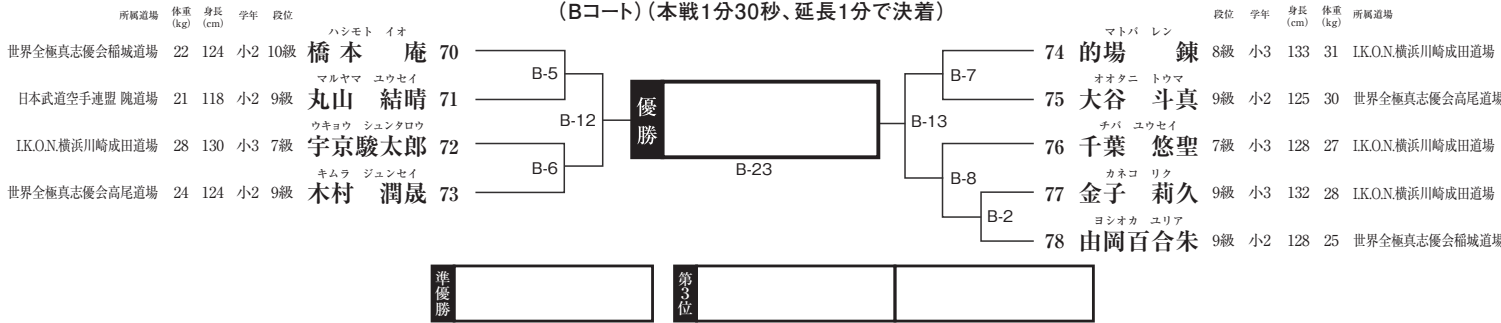 (Bコート)(本戦1分30秒、延長1分で決着)
所属道場 体重(kg) 身長(cm) 学年 段位
ハシモト イオ
世界全極真志優会稲城道場 22 124 小2 10級 橋本 庵 70
B-5
マルヤマ ユウセイ
日本武道空手連盟 隗道場 21 118 小2 9級 丸山 結晴 71
B-12
ウキョウ シュンタロウ
I.K.O.N.横浜川崎成田道場 28 130 小3 7級 宇京駿太郎 72
B-6
キムラ ジュンセイ
世界全極真志優会高尾道場 24 124 小2 9級 木村 潤晟 73
優勝
B-23
段位 学年 身長(cm) 体重(kg) 所属道場
マトバ レン
74 的場 錬 8級 小3 133 31 I.K.O.N.横浜川崎成田道場
B-7
オオタニ トウマ
75 大谷 斗真 9級 小2 125 30 世界全極真志優会高尾道場
B-13
チバ ユウセイ
76 千葉 悠聖 7級 小3 128 27 I.K.O.N.横浜川崎成田道場
B-8
カネコ リク
77 金子 莉久 9級 小3 132 28 I.K.O.N.横浜川崎成田道場
B-2
ヨシオカ ユリア
78 由岡百合朱 9級 小2 128 25 世界全極真志優会稲城道場
準優勝
第3位